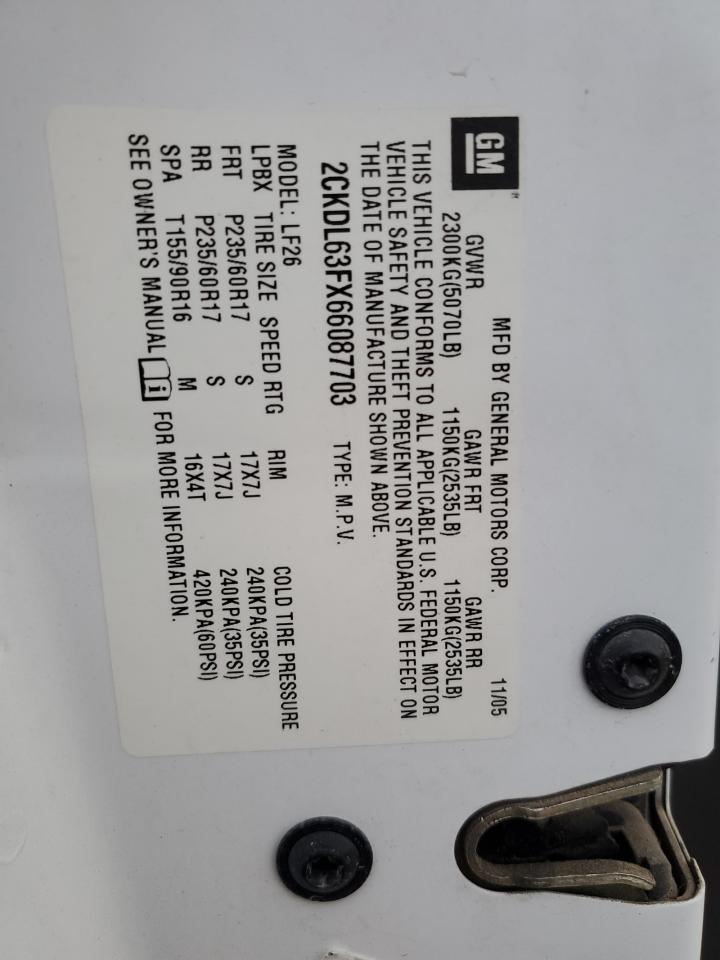 GM
MFD BY GENERAL MOTORS CORP. 11/05
GVWR GAWR FRT GAWR RR
2300KG(5070LB) 1150KG(2535LB) 1150KG(2535LB)
THIS VEHICLE CONFORMS TO ALL APPLICABLE U.S. FEDERAL MOTOR
VEHICLE SAFETY AND THEFT PREVENTION STANDARDS IN EFFECT ON
THE DATE OF MANUFACTURE SHOWN ABOVE.
2CKDL63FX66087703 TYPE: M.P.V.
MODEL: LF26
LPBX TIRE SIZE SPEED RTG RIM COLD TIRE PRESSURE
FRT P235/60R17 S 17X7J 240KPA(35PSI)
RR P235/60R17 S 17X7J 240KPA(35PSI)
SPA T155/90R16 M 16X4T 420KPA(60PSI)
SEE OWNER'S MANUAL i FOR MORE INFORMATION.